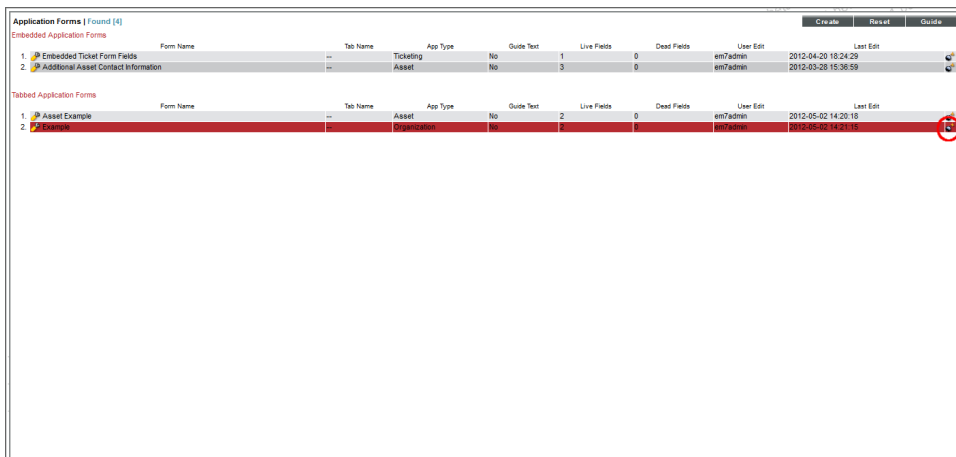 Application Forms | Found [4] Create Reset Guide
Embedded Application Forms
Form Name Tab Name App Type Guide Text Live Fields Dead Fields User Edit Last Edit
1. Embedded Ticket Form Fields -- Ticketing No 1 0 em7admin 2012-04-20 18:24:29
2. Additional Asset Contact Information -- Asset No 3 0 em7admin 2012-03-28 15:36:59
Tabbed Application Forms
Form Name Tab Name App Type Guide Text Live Fields Dead Fields User Edit Last Edit
1. Asset Example -- Asset No 2 0 em7admin 2012-05-02 14:20:18
2. Example -- Organization No 2 0 em7admin 2012-05-02 14:21:15